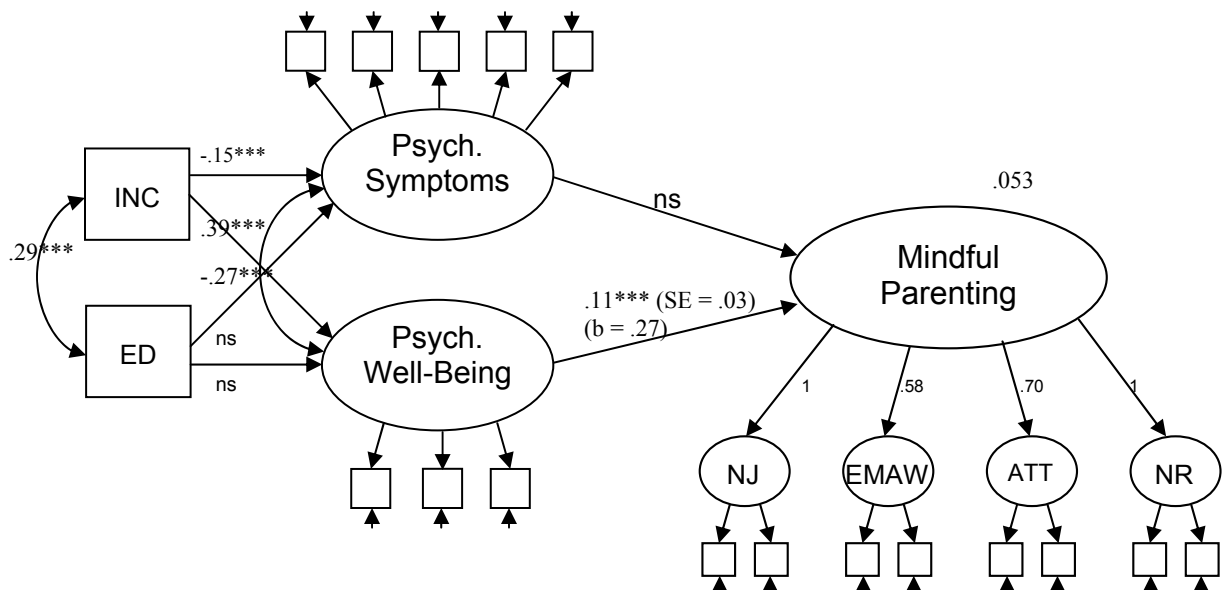 -.15***
Psych.
Symptoms
INC
.39***
.29***
-.27***
ED
ns
ns
Psych.
Well-Being
ns
.053
Mindful
Parenting
.11*** (SE = .03)
(b = .27)
1
.58
.70
1
NJ
EMAW
ATT
NR